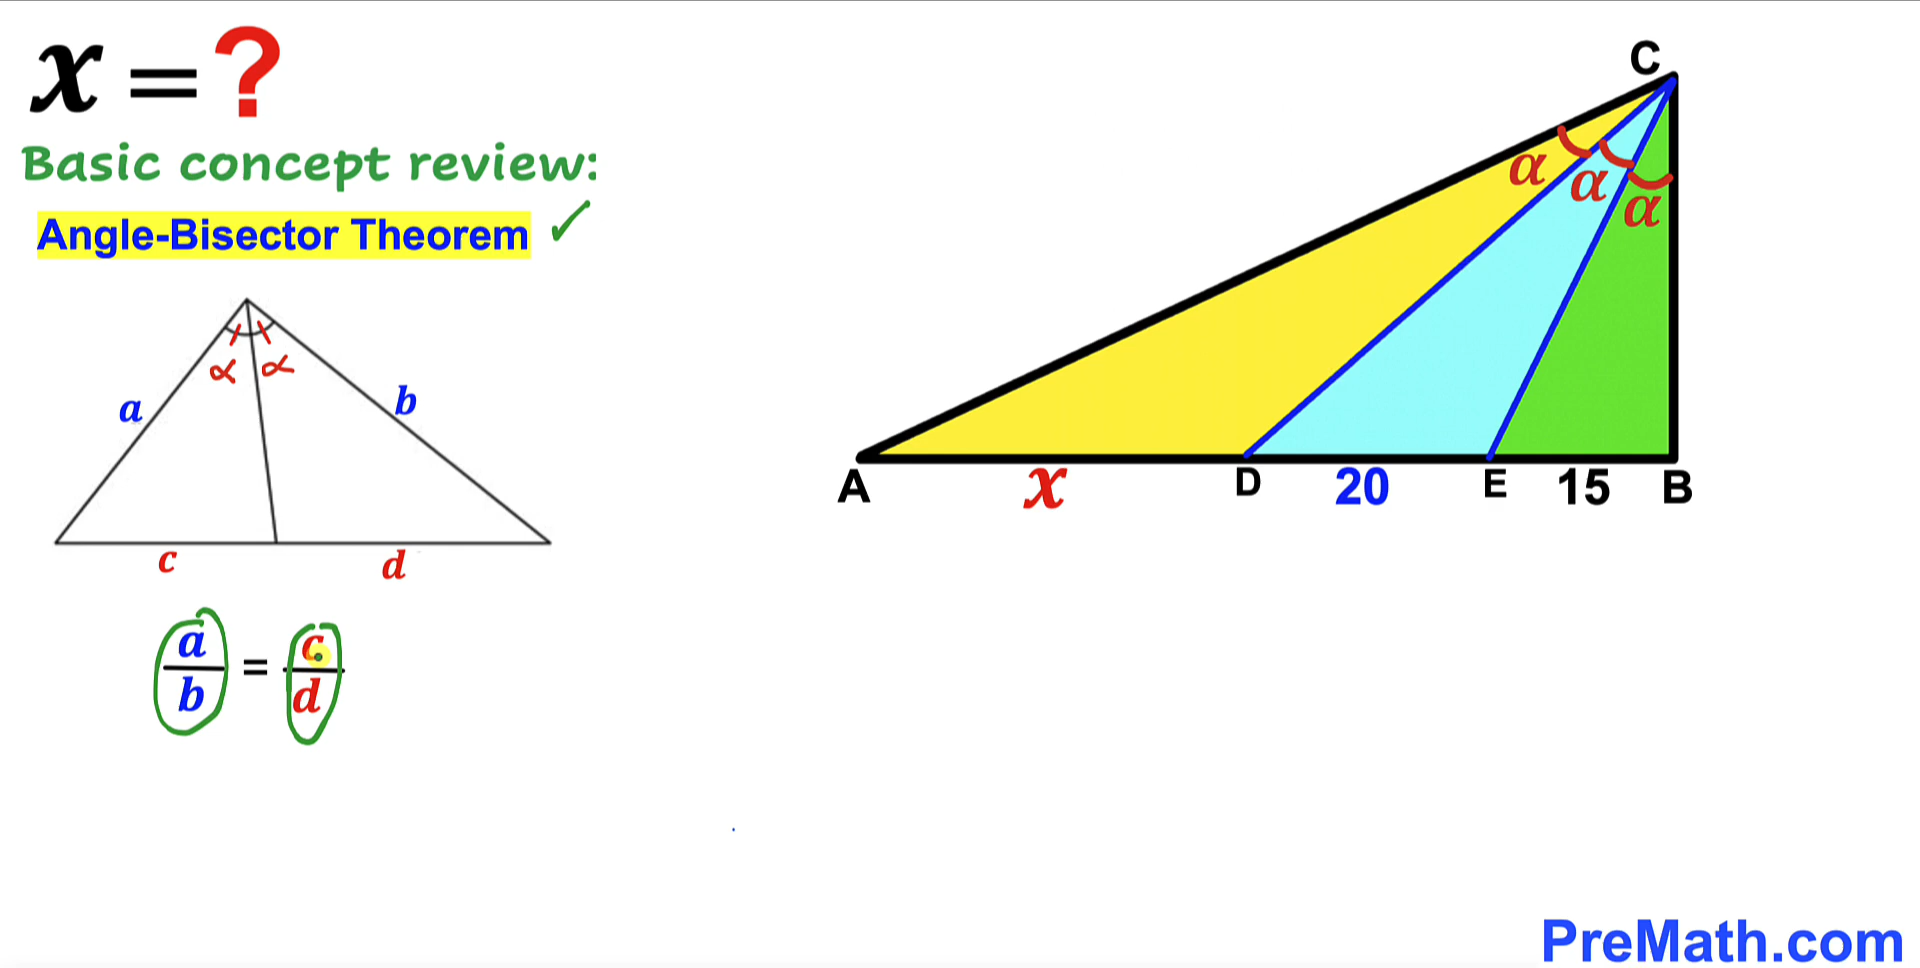 x = ?
Basic concept review:
Angle-Bisector Theorem ✓
α α
a
b
c
d
a/b = c/d
C
α α α
A x D 20 E 15 B
PreMath.com